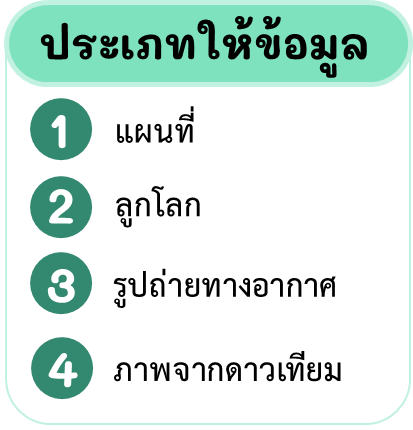 ประเภทให้ข้อมูล
1 แผนที่
2 ลูกโลก
3 รูปถ่ายทางอากาศ
4 ภาพจากดาวเทียม